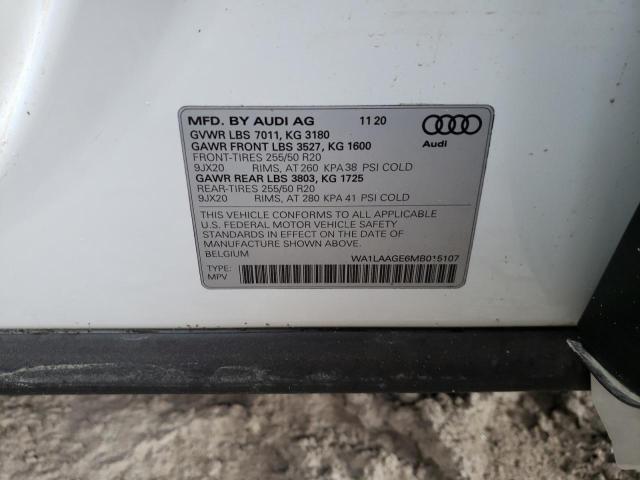 MFD. BY AUDI AG 11 20
GVWR LBS 7011, KG 3180
GAWR FRONT LBS 3527, KG 1600
FRONT-TIRES 255/50 R20
9JX20 RIMS, AT 260 KPA 38 PSI COLD
GAWR REAR LBS 3803, KG 1725
REAR-TIRES 255/50 R20
9JX20 RIMS, AT 280 KPA 41 PSI COLD
Audi
THIS VEHICLE CONFORMS TO ALL APPLICABLE
U.S. FEDERAL MOTOR VEHICLE SAFETY
STANDARDS IN EFFECT ON THE DATE OF
MANUFACTURE SHOWN ABOVE.
BELGIUM
WA1LAAGE6MB015107
TYPE:
MPV